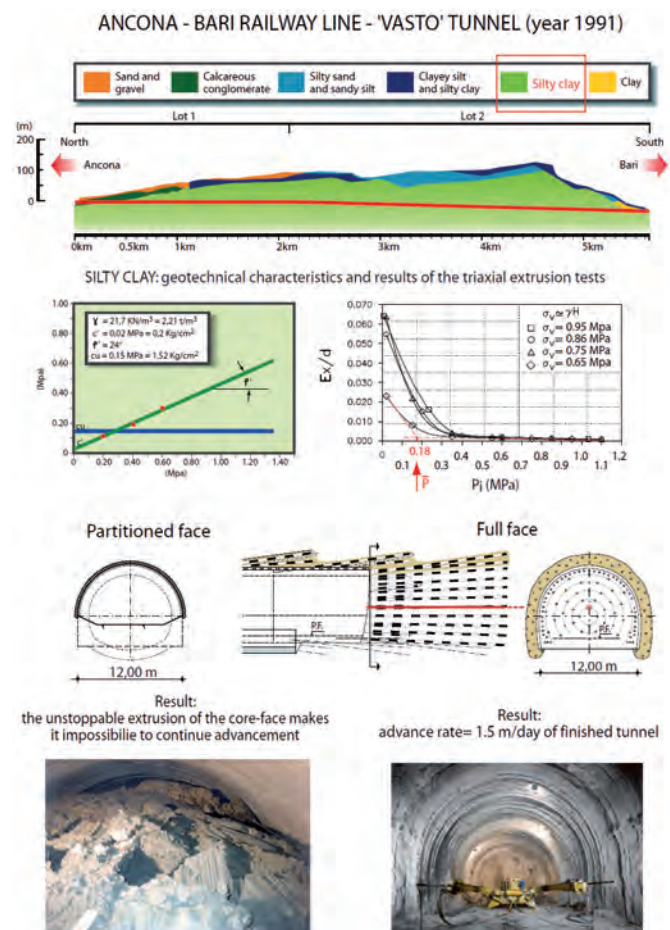 ANCONA - BARI RAILWAY LINE - 'VASTO' TUNNEL (year 1991)
Sand and gravel
Calcareous conglomerate
Silty sand and sandy silt
Clayey silt and silty clay
Silty clay
Clay
Lot 1
Lot 2
(m)
200
100
0
North
Ancona
South
Bari
0km
0.5km
1km
2km
3km
4km
5km
SILTY CLAY: geotechnical characteristics and results of the triaxial extrusion tests
1.00
0.80
0.60
0.40
0.20
0.00
(Mpa)
ɣ = 21,7 KN/m³ = 2,21 t/m³
c' = 0,02 MPa = 0,2 Kg/cm²
φ' = 24°
cu = 0.15 MPa = 1,52 Kg/cm²
φ'
cu
c'
0.00 0.20 0.40 0.60 0.80 1.00 1.20 1.40
(Mpa)
Ex/d
0.070
0.060
0.050
0.040
0.030
0.020
0.010
0.000
σv ≃ γH
σv = 0.95 Mpa
σv = 0.86 Mpa
σv = 0.75 Mpa
σv = 0.65 Mpa
0
0.1
0.18
0.2
0.3
0.4
0.5
0.6
0.7
0.8
0.9
1.0
1.1
1.2
P
Pi (MPa)
Partitioned face
Full face
P.F.
P.F.
12,00 m
12,00 m
Result:
the unstoppable extrusion of the core-face makes
it impossibilie to continue advancement
Result:
advance rate= 1.5 m/day of finished tunnel